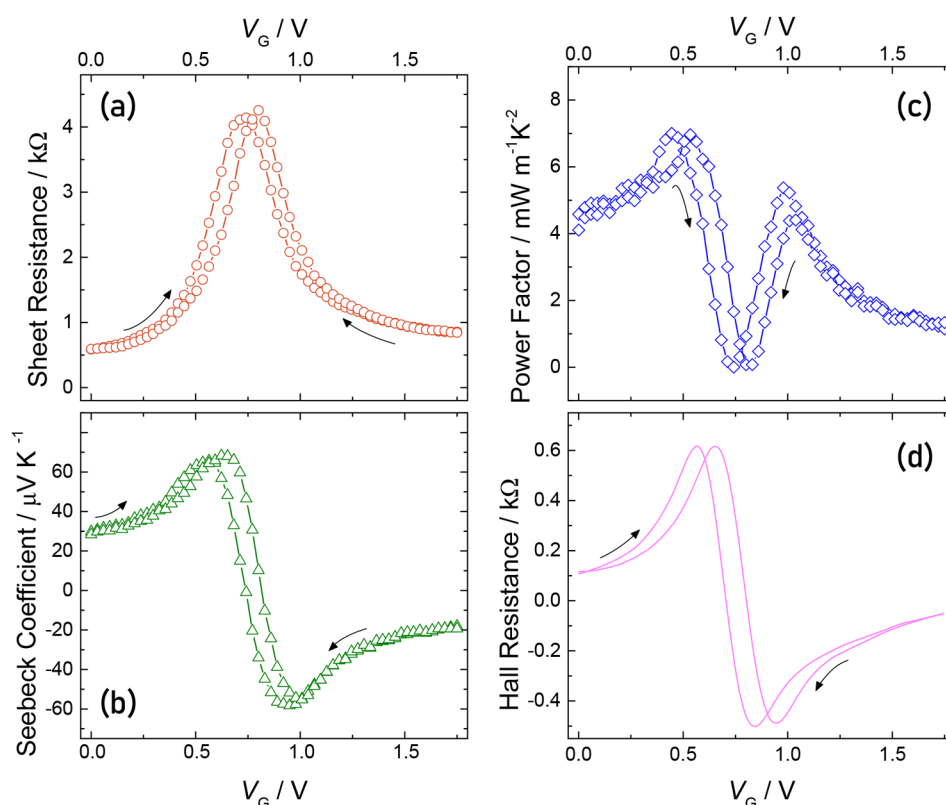 V_G / V
0.0 0.5 1.0 1.5
(a)
4
3
2
1
0
Sheet Resistance / kΩ
V_G / V
0.0 0.5 1.0 1.5
(c)
8
6
4
2
0
Power Factor / mW m⁻¹K⁻²
60
40
20
0
-20
-40
-60
Seebeck Coefficient / μV K⁻¹
(b)
0.0 0.5 1.0 1.5
V_G / V
0.6
0.4
0.2
0.0
-0.2
-0.4
Hall Resistance / kΩ
(d)
0.0 0.5 1.0 1.5
V_G / V